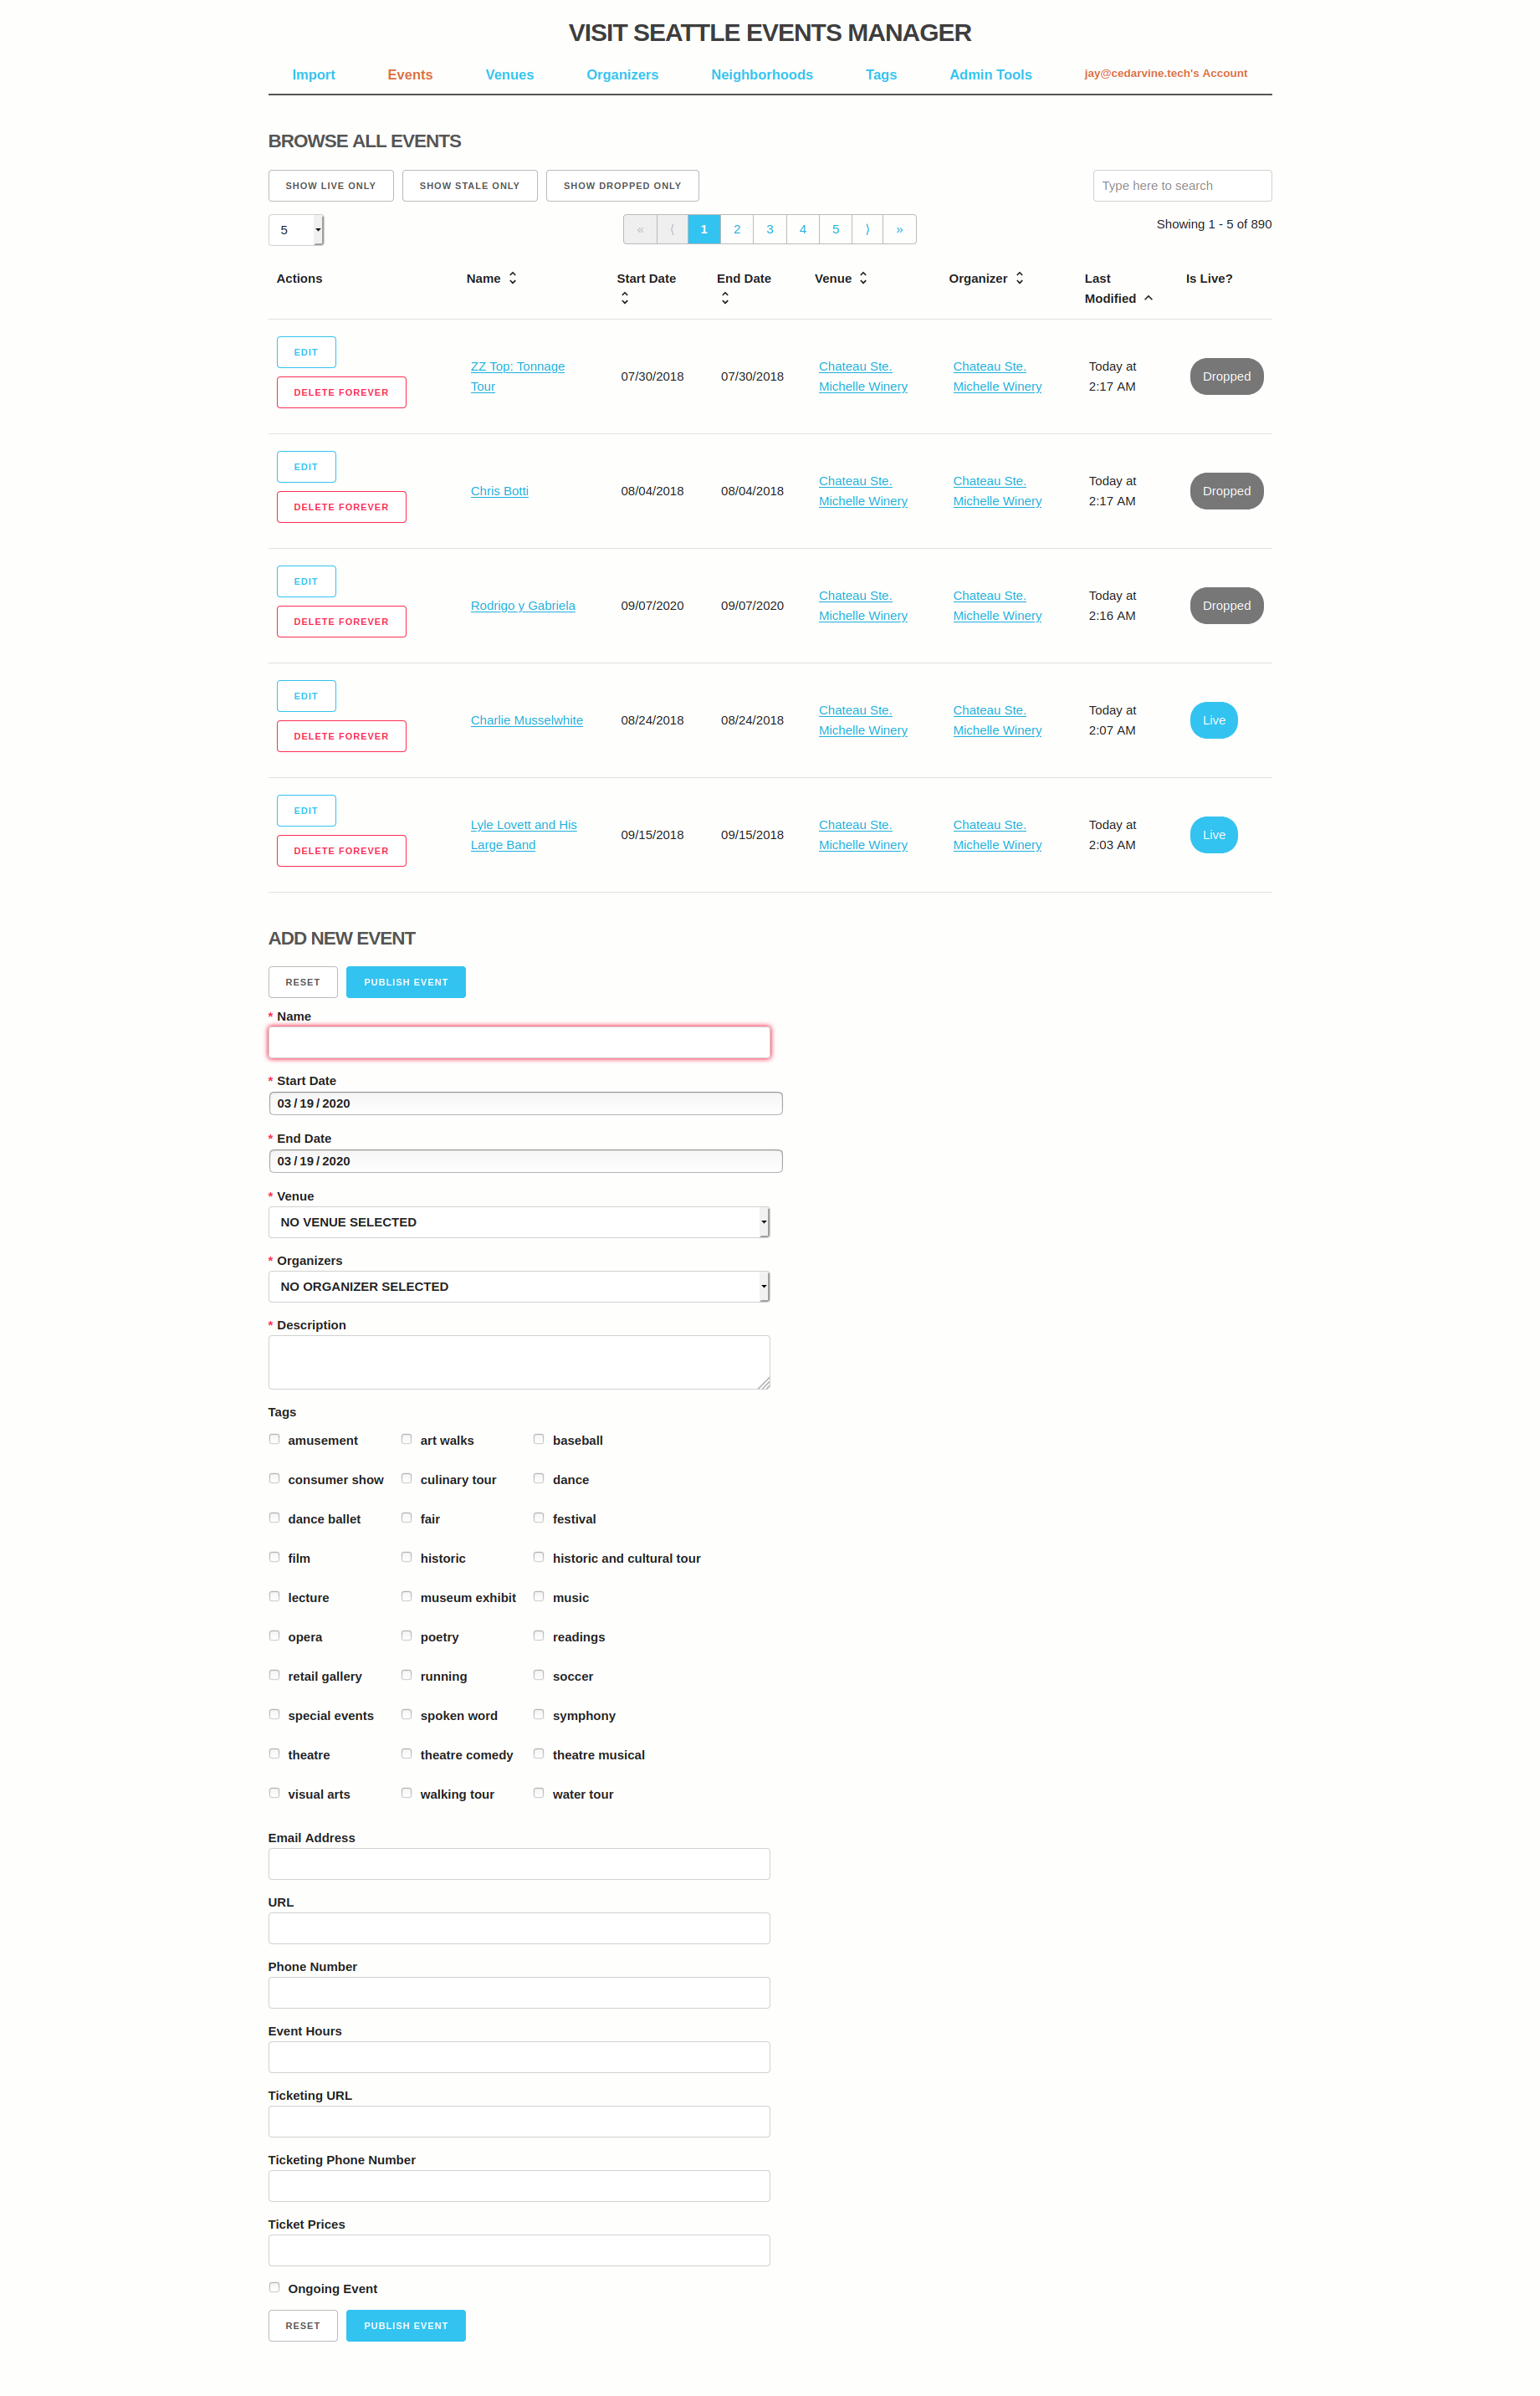 VISIT SEATTLE EVENTS MANAGER
Import Events Venues Organizers Neighborhoods Tags Admin Tools jay@cedarvine.tech's Account
BROWSE ALL EVENTS
SHOW LIVE ONLY SHOW STALE ONLY SHOW DROPPED ONLY Type here to search
5 « ⟨ 1 2 3 4 5 ⟩ » Showing 1 - 5 of 890
Actions Name Start Date End Date Venue Organizer Last Is Live?
Modified
EDIT
ZZ Top: Tonnage Chateau Ste. Chateau Ste. Today at
07/30/2018 07/30/2018 Dropped
Tour Michelle Winery Michelle Winery 2:17 AM
DELETE FOREVER
EDIT
Chateau Ste. Chateau Ste. Today at
Chris Botti 08/04/2018 08/04/2018 Dropped
Michelle Winery Michelle Winery 2:17 AM
DELETE FOREVER
EDIT
Chateau Ste. Chateau Ste. Today at
Rodrigo y Gabriela 09/07/2020 09/07/2020 Dropped
Michelle Winery Michelle Winery 2:16 AM
DELETE FOREVER
EDIT
Chateau Ste. Chateau Ste. Today at
Charlie Musselwhite 08/24/2018 08/24/2018 Live
Michelle Winery Michelle Winery 2:07 AM
DELETE FOREVER
EDIT
Lyle Lovett and His Chateau Ste. Chateau Ste. Today at
09/15/2018 09/15/2018 Live
Large Band Michelle Winery Michelle Winery 2:03 AM
DELETE FOREVER
ADD NEW EVENT
RESET PUBLISH EVENT
* Name
* Start Date
03 / 19 / 2020
* End Date
03 / 19 / 2020
* Venue
NO VENUE SELECTED
* Organizers
NO ORGANIZER SELECTED
* Description
Tags
amusement art walks baseball
consumer show culinary tour dance
dance ballet fair festival
film historic historic and cultural tour
lecture museum exhibit music
opera poetry readings
retail gallery running soccer
special events spoken word symphony
theatre theatre comedy theatre musical
visual arts walking tour water tour
Email Address
URL
Phone Number
Event Hours
Ticketing URL
Ticketing Phone Number
Ticket Prices
Ongoing Event
RESET PUBLISH EVENT